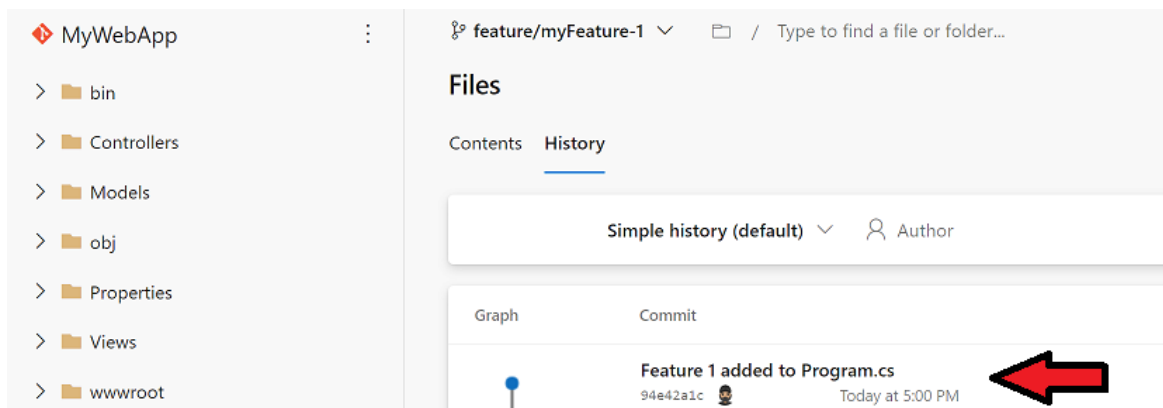 MyWebApp
bin
Controllers
Models
obj
Properties
Views
wwwroot
feature/myFeature-1 / Type to find a file or folder...
Files
Contents History
Simple history (default) Author
Graph Commit
Feature 1 added to Program.cs
94e42a1c Today at 5:00 PM